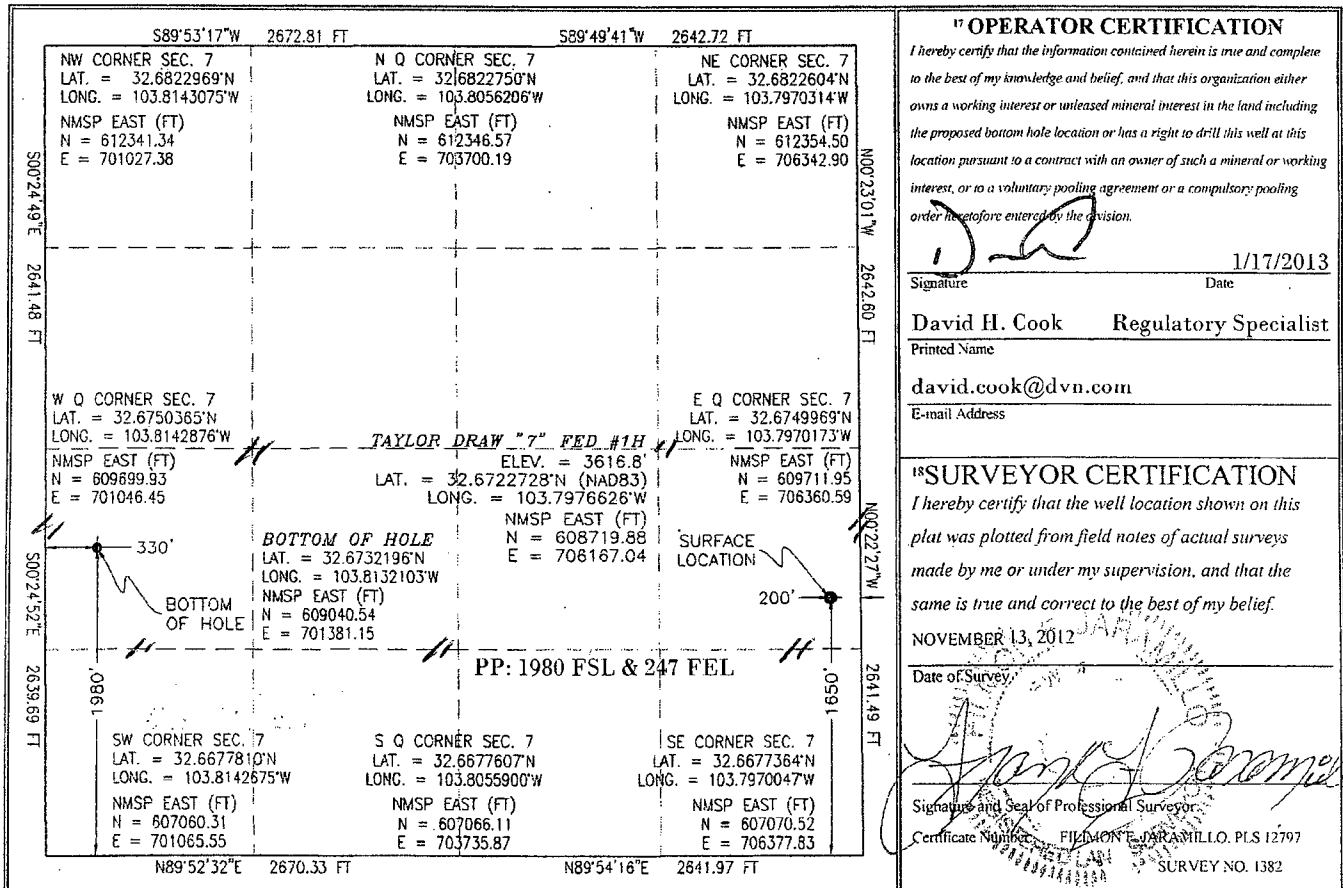 S89°53'17"W 2672.81 FT S89°49'41"W 2642.72 FT
NW CORNER SEC. 7
LAT. = 32.6822969°N
LONG. = 103.8143075°W
NMSP EAST (FT)
N = 612341.34
E = 701027.38
N Q CORNER SEC. 7
LAT. = 32.6822750°N
LONG. = 103.8056206°W
NMSP EAST (FT)
N = 612346.57
E = 703700.19
NE CORNER SEC. 7
LAT. = 32.6822604°N
LONG. = 103.7970314°W
NMSP EAST (FT)
N = 612354.50
E = 706342.90
S00°24'49"E 2641.48 FT
N00°23'01"W 2642.60 FT
W Q CORNER SEC. 7
LAT. = 32.6750365°N
LONG. = 103.8142876°W
NMSP EAST (FT)
N = 609699.93
E = 701046.45
TAYLOR DRAW "7" FED #1H
ELEV. = 3616.8'
LAT. = 32.6722728°N (NAD83)
LONG. = 103.7976626°W
NMSP EAST (FT)
N = 608719.88
E = 706167.04
E Q CORNER SEC. 7
LAT. = 32.6749969°N
LONG. = 103.7970173°W
NMSP EAST (FT)
N = 609711.95
E = 706360.59
330'
BOTTOM
OF HOLE
BOTTOM OF HOLE
LAT. = 32.6732196°N
LONG. = 103.8132103°W
NMSP EAST (FT)
N = 609040.54
E = 701381.15
SURFACE
LOCATION
200'
S00°24'52"E 2639.69 FT
N00°22'27"W 2641.49 FT
1980'
1650'
PP: 1980 FSL & 247 FEL
SW CORNER SEC. 7
LAT. = 32.6677810°N
LONG. = 103.8142675°W
NMSP EAST (FT)
N = 607060.31
E = 701065.55
S Q CORNER SEC. 7
LAT. = 32.6677607°N
LONG. = 103.8055900°W
NMSP EAST (FT)
N = 607066.11
E = 703735.87
SE CORNER SEC. 7
LAT. = 32.6677364°N
LONG. = 103.7970047°W
NMSP EAST (FT)
N = 607070.52
E = 706377.83
N89°52'32"E 2670.33 FT N89°54'16"E 2641.97 FT
17 OPERATOR CERTIFICATION
I hereby certify that the information contained herein is true and complete
to the best of my knowledge and belief, and that this organization either
owns a working interest or unleased mineral interest in the land including
the proposed bottom hole location or has a right to drill this well at this
location pursuant to a contract with an owner of such a mineral or working
interest, or to a voluntary pooling agreement or a compulsory pooling
order heretofore entered by the division.
1/17/2013
Signature Date
David H. Cook Regulatory Specialist
Printed Name
david.cook@dvn.com
E-mail Address
18 SURVEYOR CERTIFICATION
I hereby certify that the well location shown on this
plat was plotted from field notes of actual surveys
made by me or under my supervision, and that the
same is true and correct to the best of my belief.
NOVEMBER 13, 2012
Date of Survey
Signature and Seal of Professional Surveyor:
Certificate Number: FILIMON F. JARAMILLO, PLS 12797
SURVEY NO. 1382